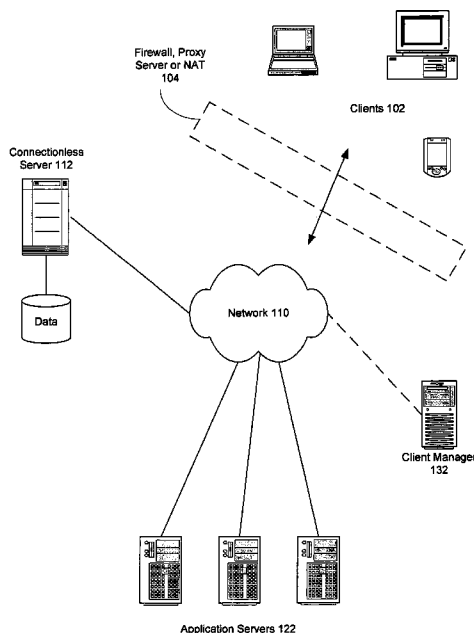 Firewall, Proxy
Server or NAT
104
Clients 102
Connectionless
Server 112
Data
Network 110
Client Manager
132
Application Servers 122